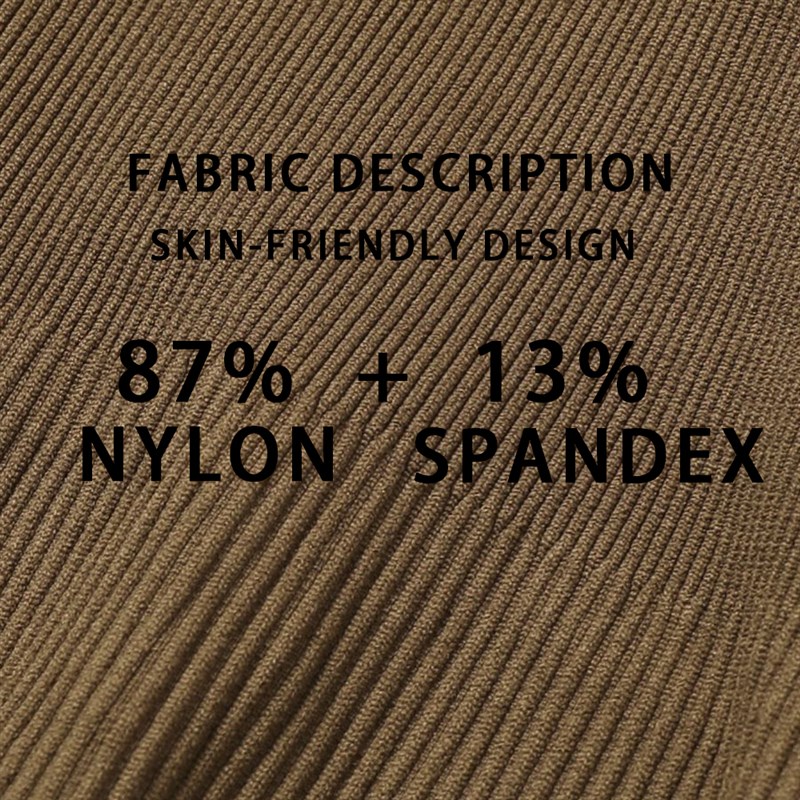 FABRIC DESCRIPTION
SKIN-FRIENDLY DESIGN
87% + 13%
NYLON SPANDEX